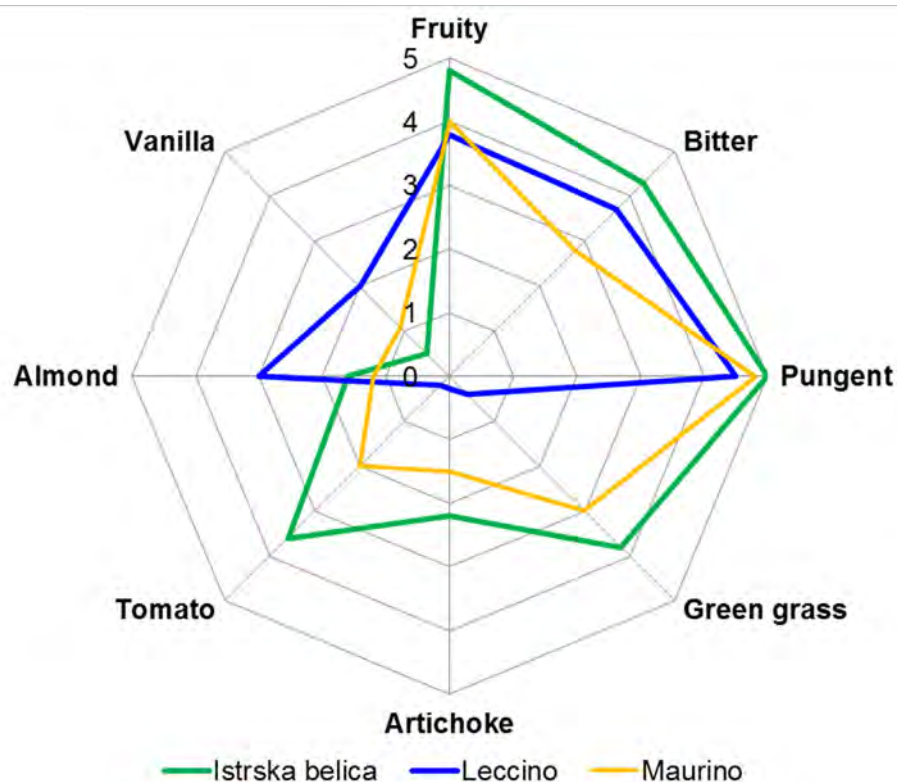 Fruity
5
Vanilla
4
Bitter
3
2
1
Almond
0
Pungent
Tomato
Green grass
Artichoke
Istrska belica Leccino Maurino